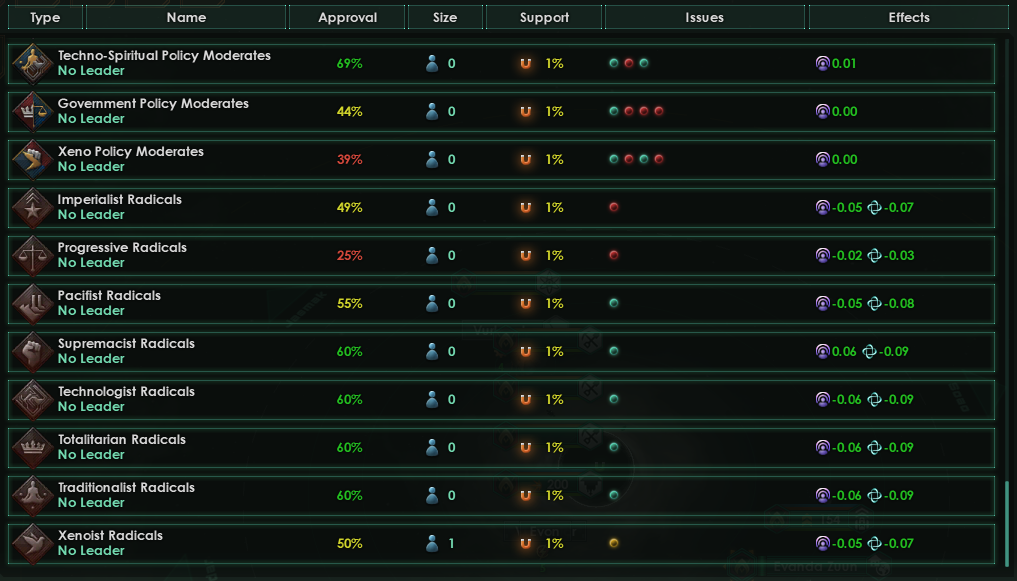 Type Name Approval Size Support Issues Effects
Techno-Spiritual Policy Moderates
No Leader
69% 0 1% 0.01
Government Policy Moderates
No Leader
44% 0 1% 0.00
Xeno Policy Moderates
No Leader
39% 0 1% 0.00
Imperialist Radicals
No Leader
49% 0 1% -0.05 -0.07
Progressive Radicals
No Leader
25% 0 1% -0.02 -0.03
Pacifist Radicals
No Leader
55% 0 1% -0.05 -0.08
Supremacist Radicals
No Leader
60% 0 1% 0.06 -0.09
Technologist Radicals
No Leader
60% 0 1% -0.06 -0.09
Totalitarian Radicals
No Leader
60% 0 1% -0.06 -0.09
Traditionalist Radicals
No Leader
60% 0 1% -0.06 -0.09
Xenoist Radicals
No Leader
50% 1 1% -0.05 -0.07